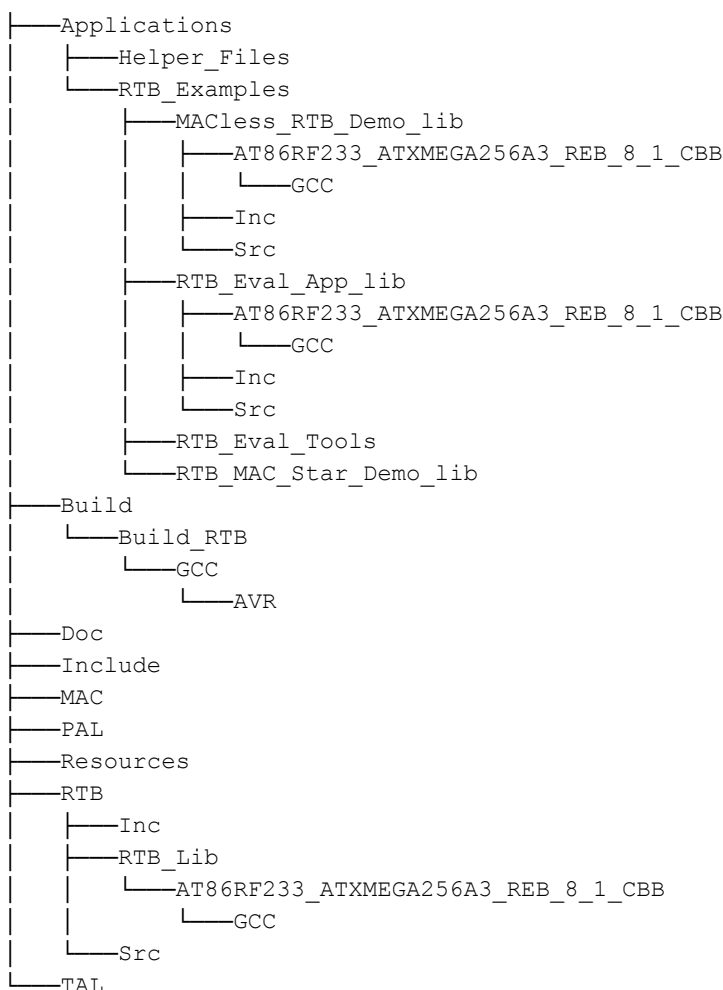 ├───Applications
│   ├───Helper_Files
│   └───RTB_Examples
│       ├───MACless_RTB_Demo_lib
│       │   ├───AT86RF233_ATXMEGA256A3_REB_8_1_CBB
│       │   │   └───GCC
│       │   ├───Inc
│       │   └───Src
│       ├───RTB_Eval_App_lib
│       │   ├───AT86RF233_ATXMEGA256A3_REB_8_1_CBB
│       │   │   └───GCC
│       │   ├───Inc
│       │   └───Src
│       ├───RTB_Eval_Tools
│       └───RTB_MAC_Star_Demo_lib
├───Build
│   └───Build_RTB
│       └───GCC
│           └───AVR
├───Doc
├───Include
├───MAC
├───PAL
├───Resources
├───RTB
│   ├───Inc
│   ├───RTB_Lib
│   │   └───AT86RF233_ATXMEGA256A3_REB_8_1_CBB
│   │       └───GCC
│   └───Src
└───TAL